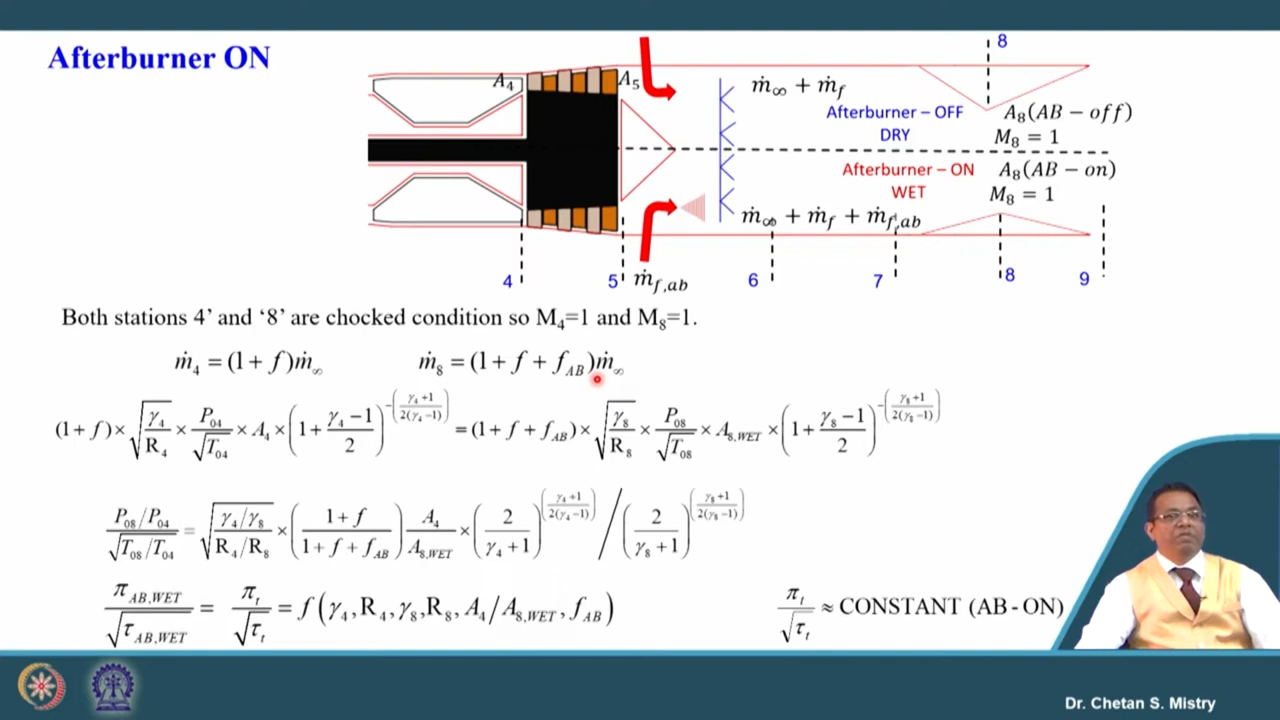 Afterburner ON
8
A₄
A₅
ṁ∞ + ṁf
Afterburner – OFF
DRY
A₈(AB − off)
M₈ = 1
Afterburner – ON
WET
A₈(AB − on)
M₈ = 1
ṁ∞ + ṁf + ṁf,ab
4
5
ṁf,ab
6
7
8
9
Both stations 4’ and ‘8’ are chocked condition so M₄=1 and M₈=1.
ṁ₄ = (1 + f)ṁ∞
ṁ₈ = (1 + f + f_AB)ṁ∞
(1 + f) × √(γ₄/R₄) × P₀₄/√T₀₄ × A₄ × (1 + (γ₄ − 1)/2)^−((γ₄+1)/(2(γ₄−1))) = (1 + f + f_AB) × √(γ₈/R₈) × P₀₈/√T₀₈ × A₈,WET × (1 + (γ₈ − 1)/2)^−((γ₈+1)/(2(γ₈−1)))
(P₀₈/P₀₄)/√(T₀₈/T₀₄) = √((γ₄/γ₈)/(R₄/R₈)) × ((1 + f)/(1 + f + f_AB)) A₄/A₈,WET × (2/(γ₄ + 1))^((γ₄+1)/(2(γ₄−1))) / (2/(γ₈ + 1))^((γ₈+1)/(2(γ₈−1)))
π_AB,WET/√τ_AB,WET = π_t/√τ_t = f(γ₄, R₄, γ₈, R₈, A₄/A₈,WET, f_AB)
π_t/√τ_t ≈ CONSTANT (AB - ON)
Dr. Chetan S. Mistry